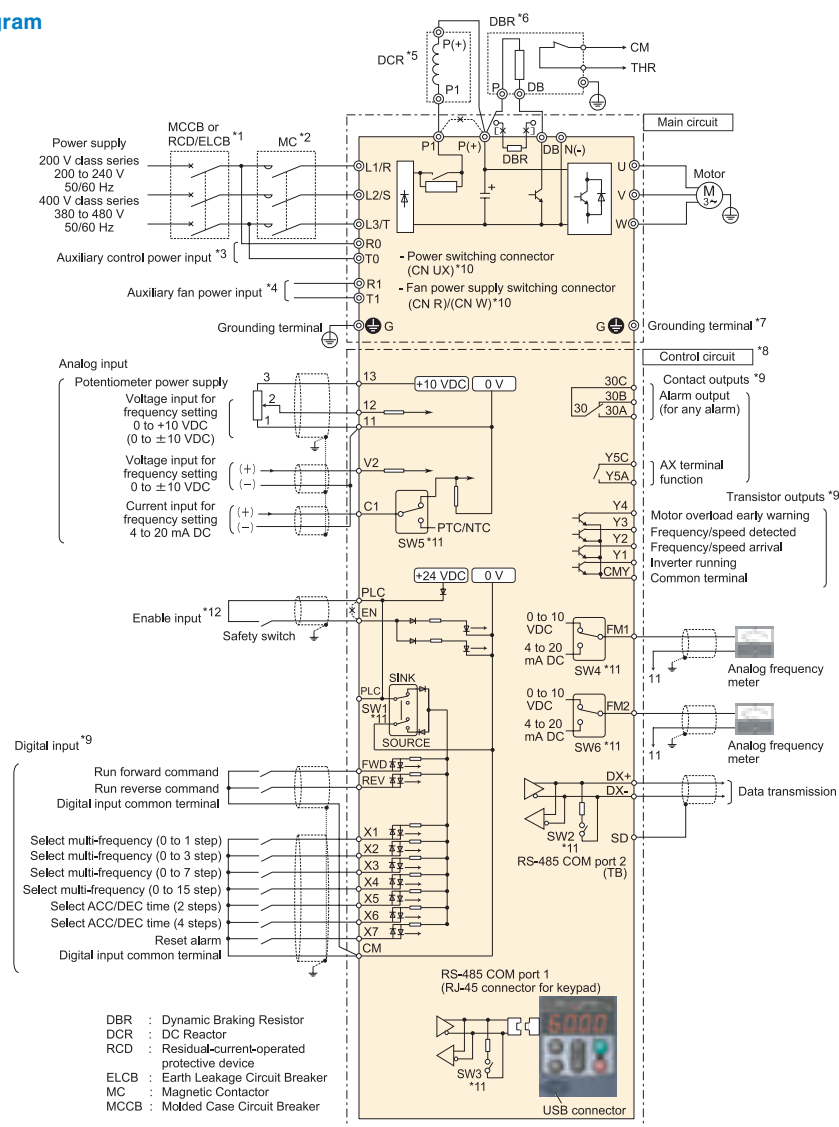 gram
DBR *6
DCR *5
P(+)
P1
P
DB
CM
THR
MCCB or
RCD/ELCB *1
MC *2
Power supply
200 V class series
200 to 240 V
50/60 Hz
400 V class series
380 to 480 V
50/60 Hz
Main circuit
P1
P(+)
DBR
DB
N(-)
L1/R
L2/S
L3/T
+
U
V
W
Motor
M
3~
R0
T0
Auxiliary control power input *3
- Power switching connector
(CN UX) *10
R1
T1
Auxiliary fan power input *4
- Fan power supply switching connector
(CN R)/(CN W) *10
Grounding terminal
G
G
Grounding terminal *7
Control circuit *8
Analog input
Potentiometer power supply
Voltage input for
frequency setting
0 to +10 VDC
(0 to ±10 VDC)
3
2
1
13
12
11
+10 VDC
0 V
Voltage input for
frequency setting
0 to ±10 VDC
(+)
(−)
V2
Current input for
frequency setting
4 to 20 mA DC
(+)
(−)
C1
PTC/NTC
SW5 *11
30C
30B
30A
30
Contact outputs *9
Alarm output
(for any alarm)
Y5C
Y5A
AX terminal
function
Transistor outputs *9
Y4
Motor overload early warning
Y3
Frequency/speed detected
Y2
Frequency/speed arrival
Y1
Inverter running
CMY
Common terminal
+24 VDC
0 V
PLC
EN
Enable input *12
Safety switch
0 to 10
VDC
4 to 20
mA DC
SW4 *11
FM1
11
Analog frequency
meter
PLC
SW1
*11
SINK
SOURCE
0 to 10
VDC
4 to 20
mA DC
SW6 *11
FM2
11
Analog frequency
meter
Digital input *9
Run forward command
FWD
Run reverse command
REV
Digital input common terminal
DX+
DX-
Data transmission
SW2
*11
SD
RS-485 COM port 2
(TB)
Select multi-frequency (0 to 1 step)
X1
Select multi-frequency (0 to 3 step)
X2
Select multi-frequency (0 to 7 step)
X3
Select multi-frequency (0 to 15 step)
X4
Select ACC/DEC time (2 steps)
X5
Select ACC/DEC time (4 steps)
X6
Reset alarm
X7
Digital input common terminal
CM
RS-485 COM port 1
(RJ-45 connector for keypad)
SW3
*11
60.00
USB connector
DBR : Dynamic Braking Resistor
DCR : DC Reactor
RCD : Residual-current-operated
protective device
ELCB : Earth Leakage Circuit Breaker
MC : Magnetic Contactor
MCCB : Molded Case Circuit Breaker